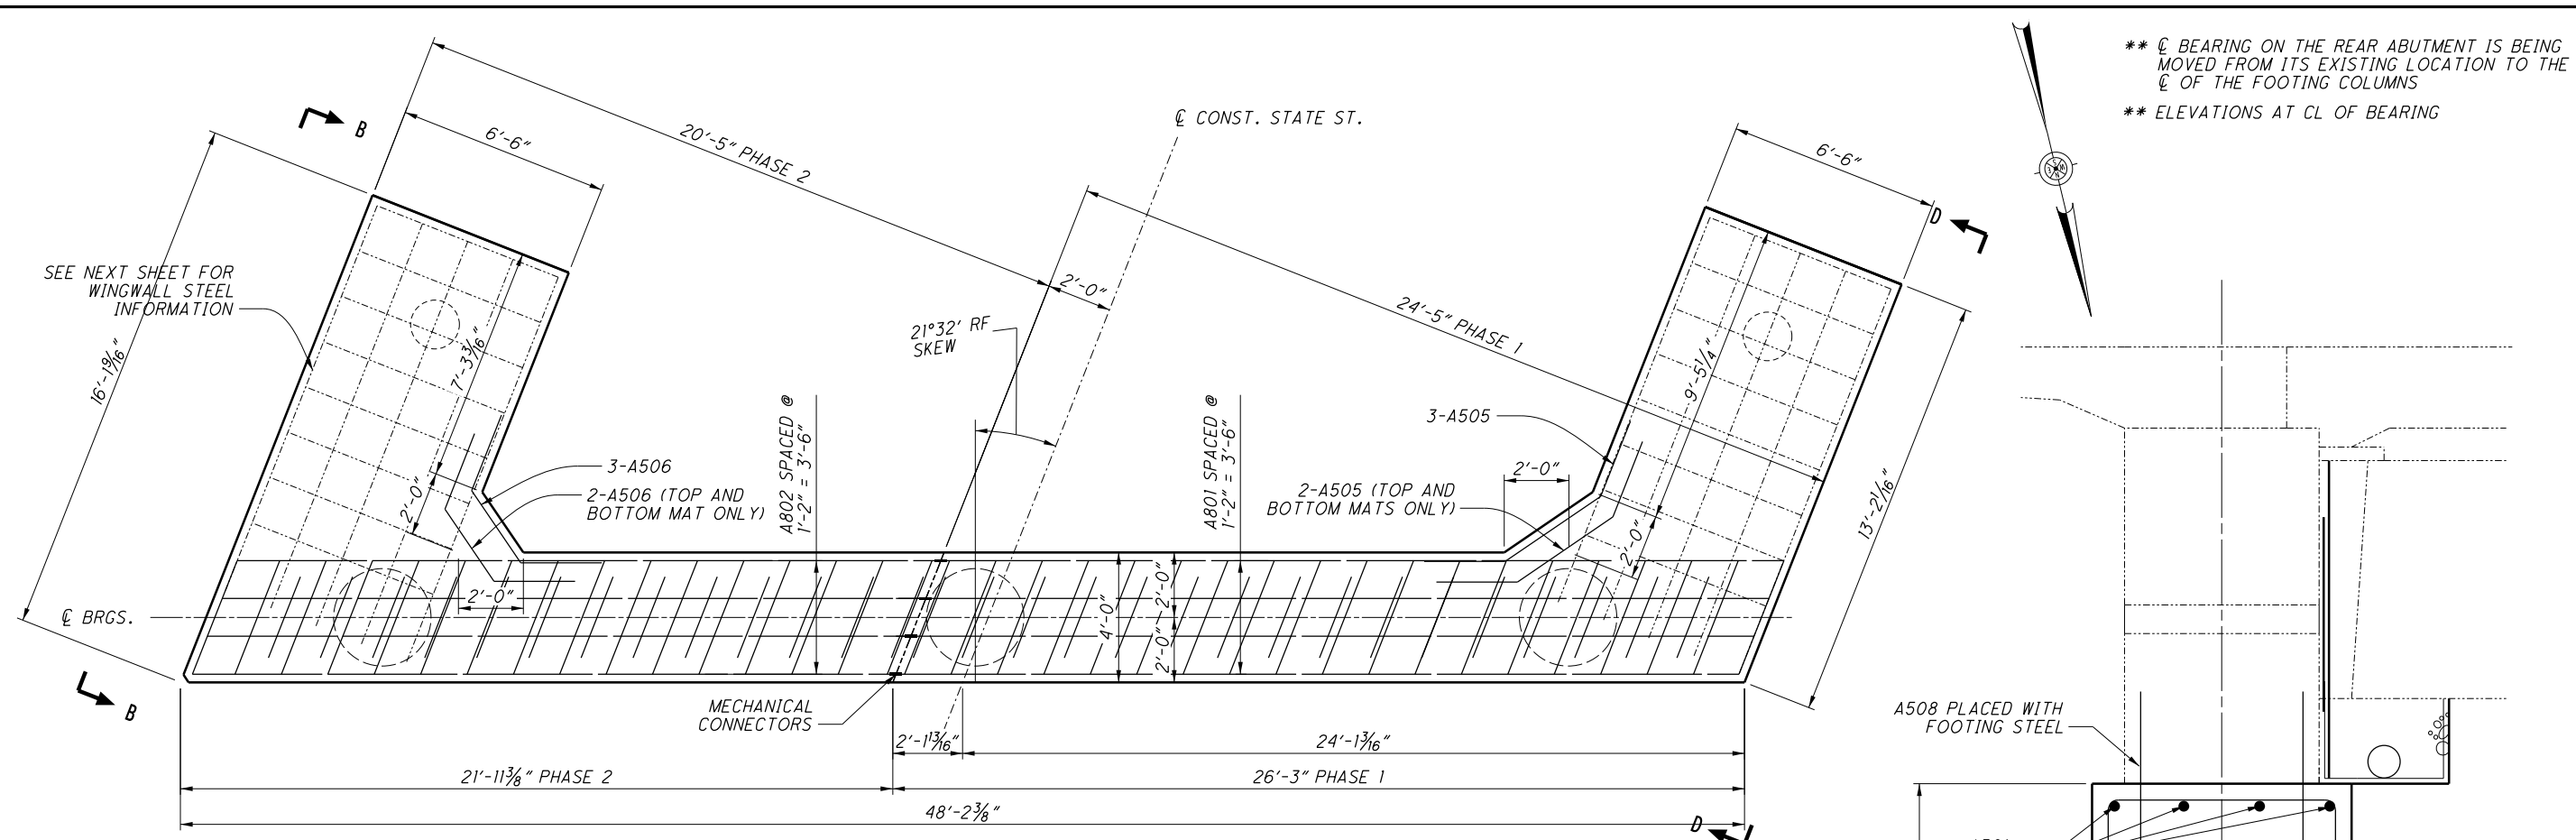 ** ℄ BEARING ON THE REAR ABUTMENT IS BEING
MOVED FROM ITS EXISTING LOCATION TO THE
℄ OF THE FOOTING COLUMNS
** ELEVATIONS AT CL OF BEARING
B
6'-6"
20'-5" PHASE 2
℄ CONST. STATE ST.
6'-6"
D
SEE NEXT SHEET FOR
WINGWALL STEEL
INFORMATION
2'-0"
21°32' RF
SKEW
24'-5" PHASE 1
16'-1 9/16"
7'-3 3/16"
9'-5 1/4"
A802 SPACED @
1'-2" = 3'-6"
A801 SPACED @
1'-2" = 3'-6"
3-A505
3-A506
2-A506 (TOP AND
BOTTOM MAT ONLY)
2'-0"
2'-0"
2-A505 (TOP AND
BOTTOM MATS ONLY)
13'-2 1/16"
2'-0"
2'-0"
℄ BRGS.
4'-0"
2'-0"
2'-0"
B
MECHANICAL
CONNECTORS
A508 PLACED WITH
FOOTING STEEL
2'-1 13/16"
24'-1 3/16"
21'-11 3/8" PHASE 2
26'-3" PHASE 1
48'-2 3/8"
D